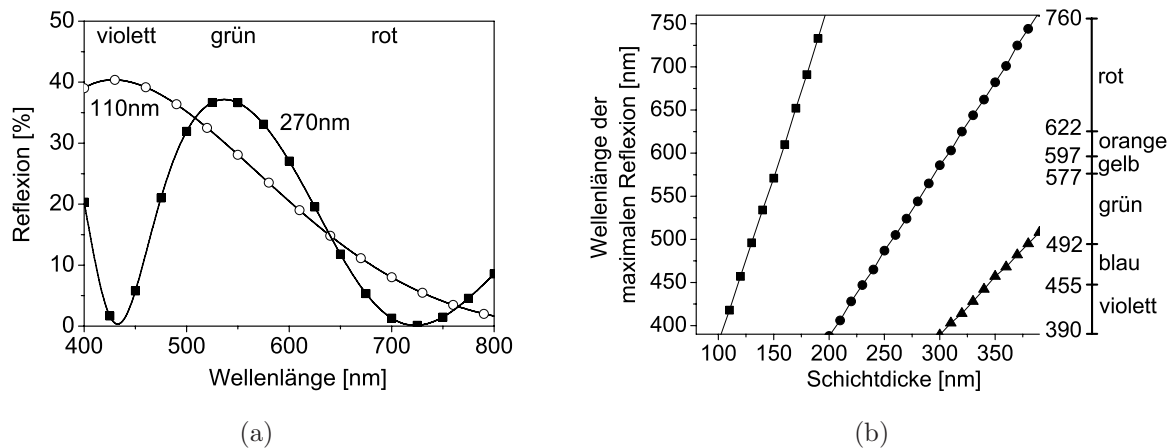 violett grün rot
110nm
270nm
50
40
30
20
10
0
Reflexion [%]
400 500 600 700 800
Wellenlänge [nm]
(a)
Wellenlänge der
maximalen Reflexion [nm]
750
700
650
600
550
500
450
400
100 150 200 250 300 350
Schichtdicke [nm]
760
rot
622
orange
597
gelb
577
grün
492
blau
455
violett
390
(b)